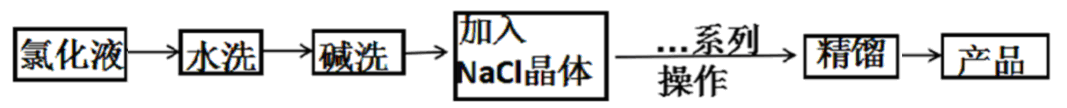 氯化液
水洗
碱洗
加入
NaCl晶体
...系列
操作
精馏
产品